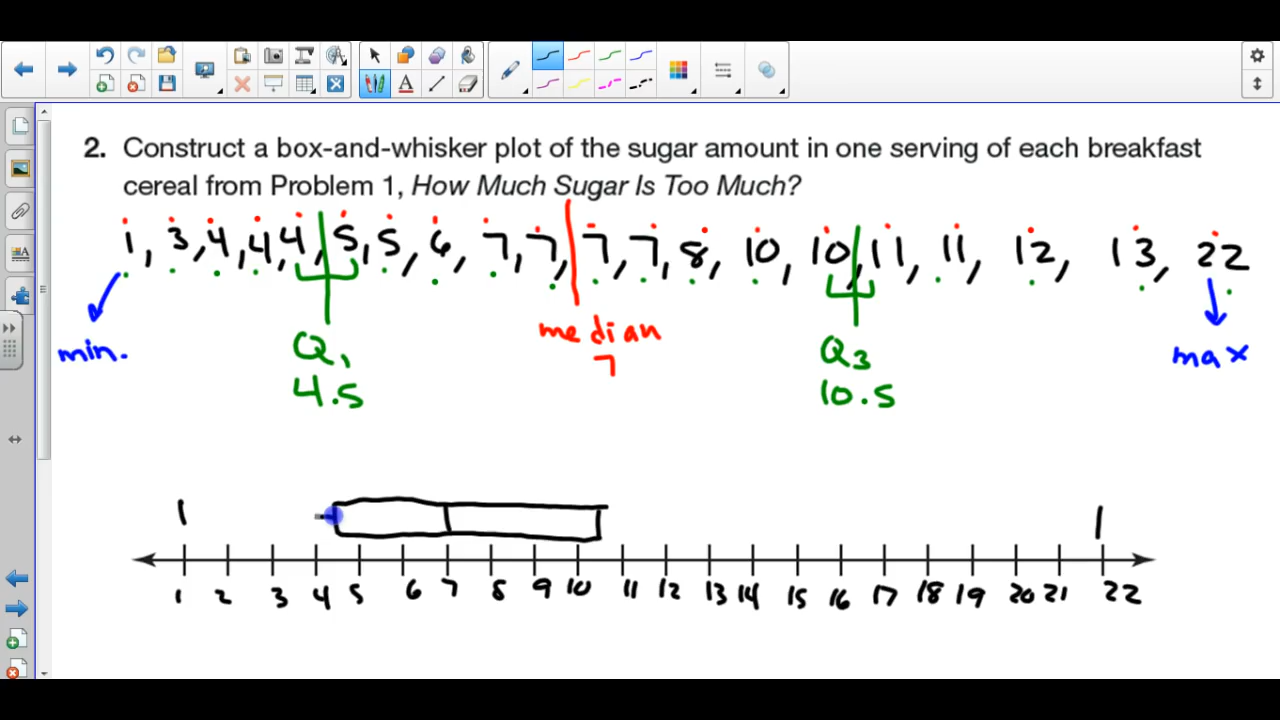 2. Construct a box-and-whisker plot of the sugar amount in one serving of each breakfast
cereal from Problem 1, How Much Sugar Is Too Much?
1, 3, 4, 4, 4, 5, 5, 6, 7, 7, 7, 7, 8, 10, 10, 11, 11, 12, 13, 22
min.
Q1
4.5
median
7
Q3
10.5
max
1 2 3 4 5 6 7 8 9 10 11 12 13 14 15 16 17 18 19 20 21 22